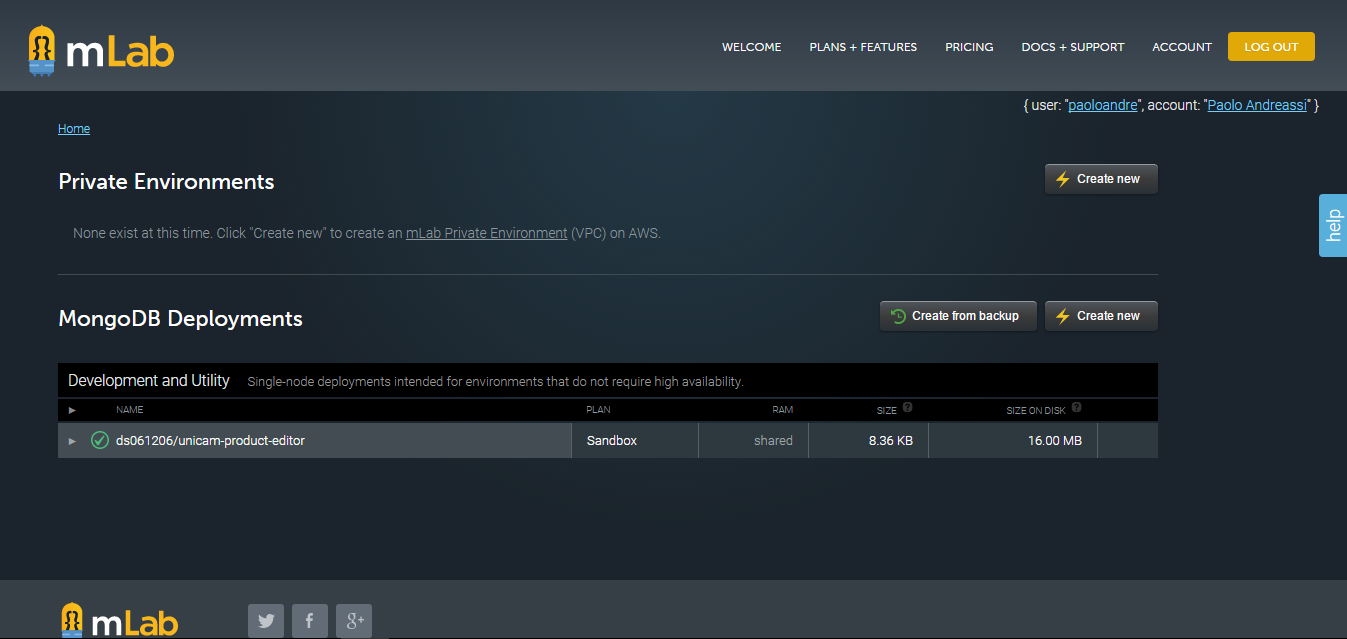 mLab
WELCOME PLANS + FEATURES PRICING DOCS + SUPPORT ACCOUNT LOG OUT
{ user: "paoloandre", account: "Paolo Andreassi" }
Home
Private Environments
Create new
help
None exist at this time. Click "Create new" to create an mLab Private Environment (VPC) on AWS.
MongoDB Deployments
Create from backup Create new
Development and Utility Single-node deployments intended for environments that do not require high availability.
NAME PLAN RAM SIZE ? SIZE ON DISK ?
ds061206/unicam-product-editor Sandbox shared 8.36 KB 16.00 MB
mLab f g+